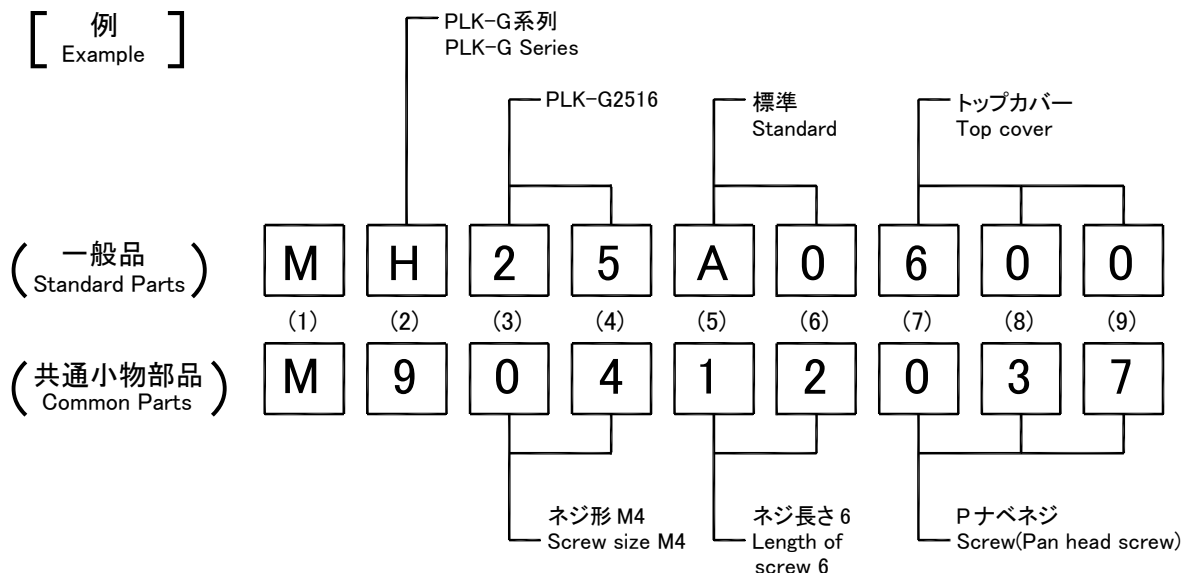 例
Example
PLK-G系列
PLK-G Series
PLK-G2516
標準
Standard
トップカバー
Top cover
一般品
Standard Parts
M H 2 5 A 0 6 0 0
(1) (2) (3) (4) (5) (6) (7) (8) (9)
共通小物部品
Common Parts
M 9 0 4 1 2 0 3 7
ネジ形 M4
Screw size M4
ネジ長さ 6
Length of
screw 6
Pナベネジ
Screw(Pan head screw)